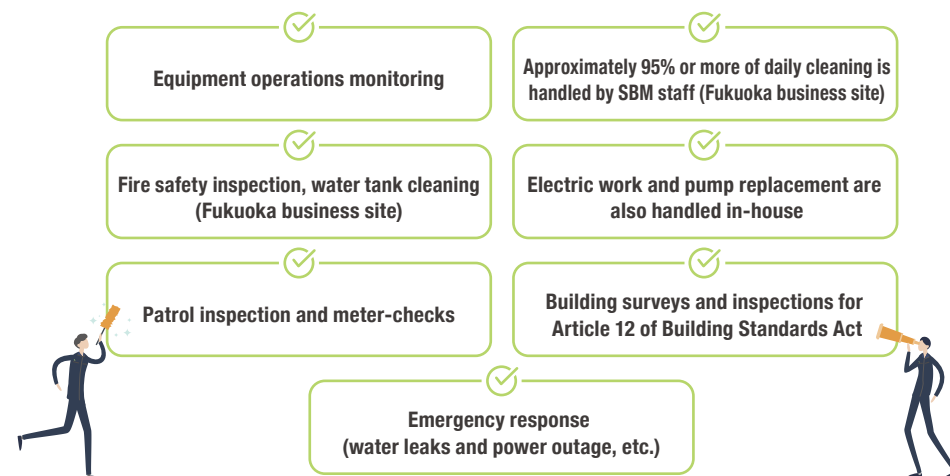 Equipment operations monitoring
Approximately 95% or more of daily cleaning is
handled by SBM staff (Fukuoka business site)
Fire safety inspection, water tank cleaning
(Fukuoka business site)
Electric work and pump replacement are
also handled in-house
Patrol inspection and meter-checks
Building surveys and inspections for
Article 12 of Building Standards Act
Emergency response
(water leaks and power outage, etc.)